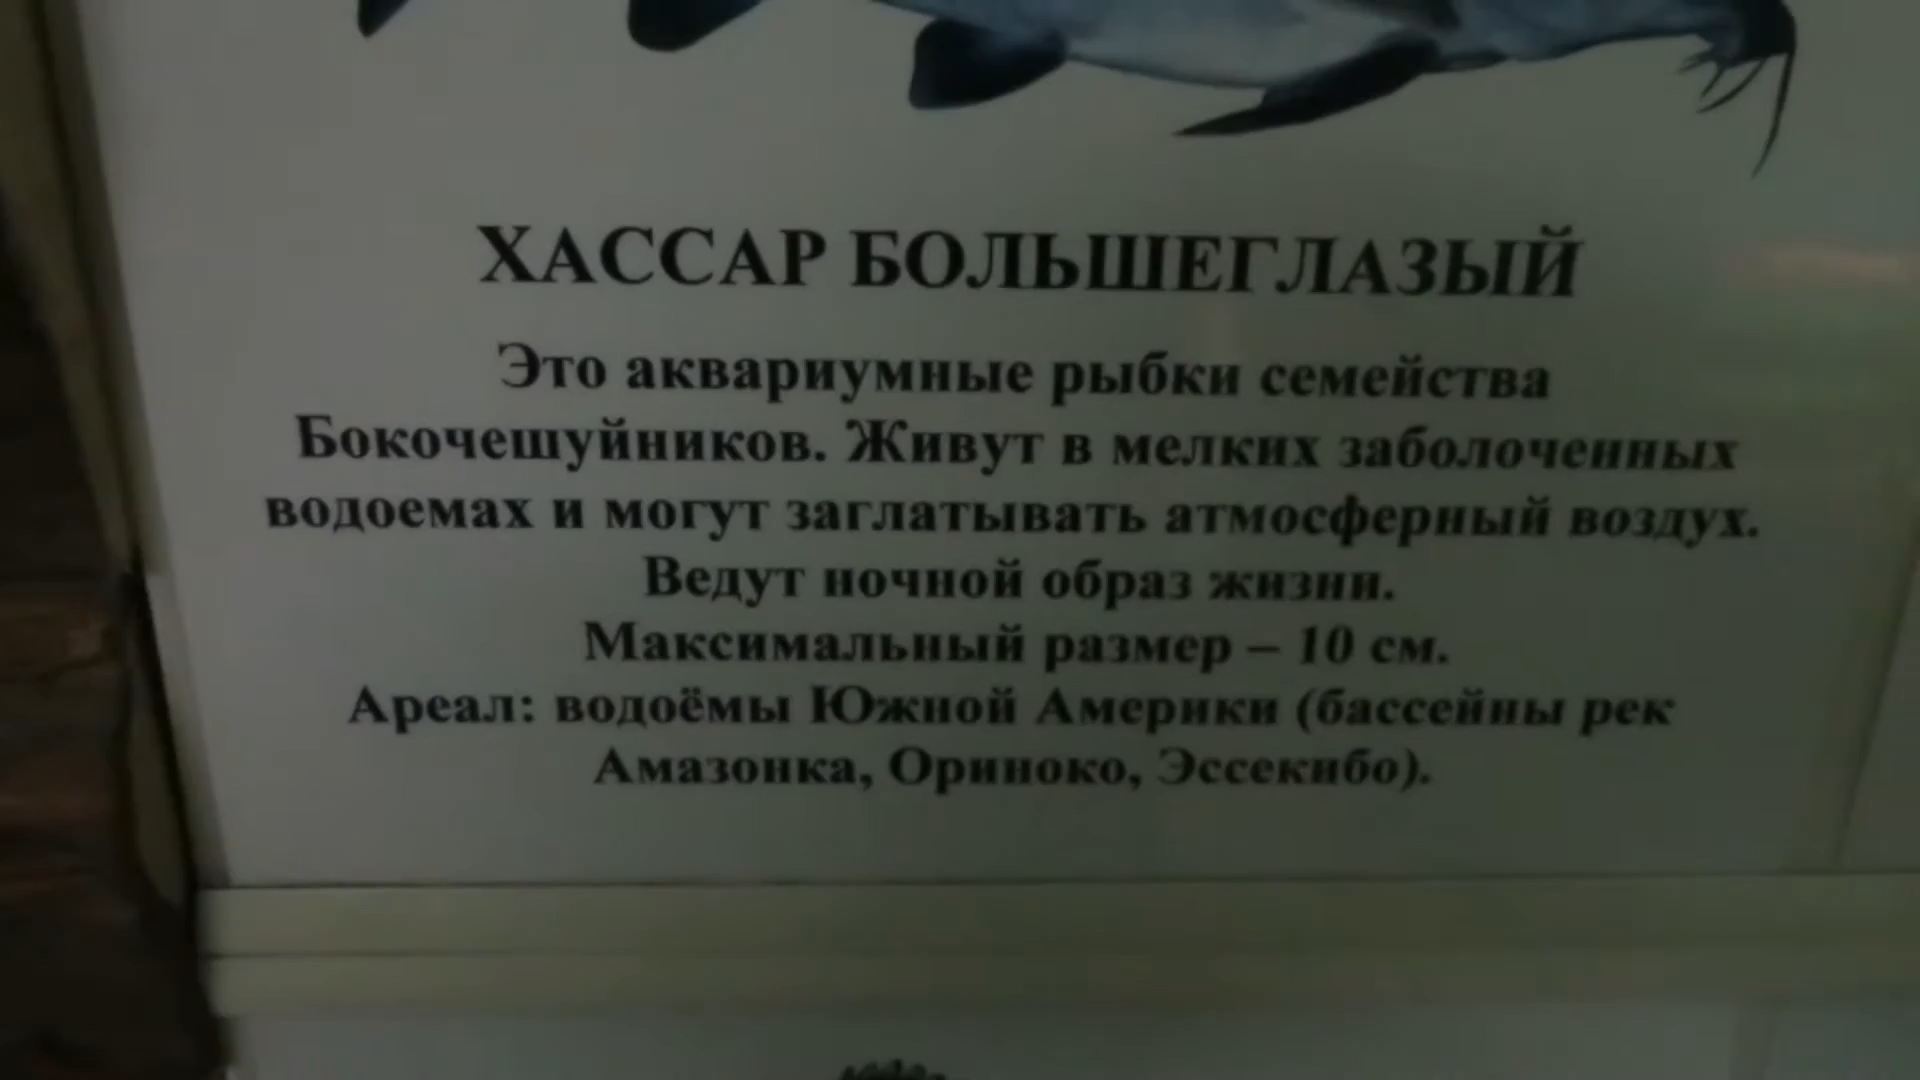 ХАССАР БОЛЬШЕГЛАЗЫЙ
Это аквариумные рыбки семейства
Бокочешуйников. Живут в мелких заболоченных
водоемах и могут заглатывать атмосферный воздух.
Ведут ночной образ жизни.
Максимальный размер – 10 см.
Ареал: водоёмы Южной Америки (бассейны рек
Амазонка, Ориноко, Эссекибо).